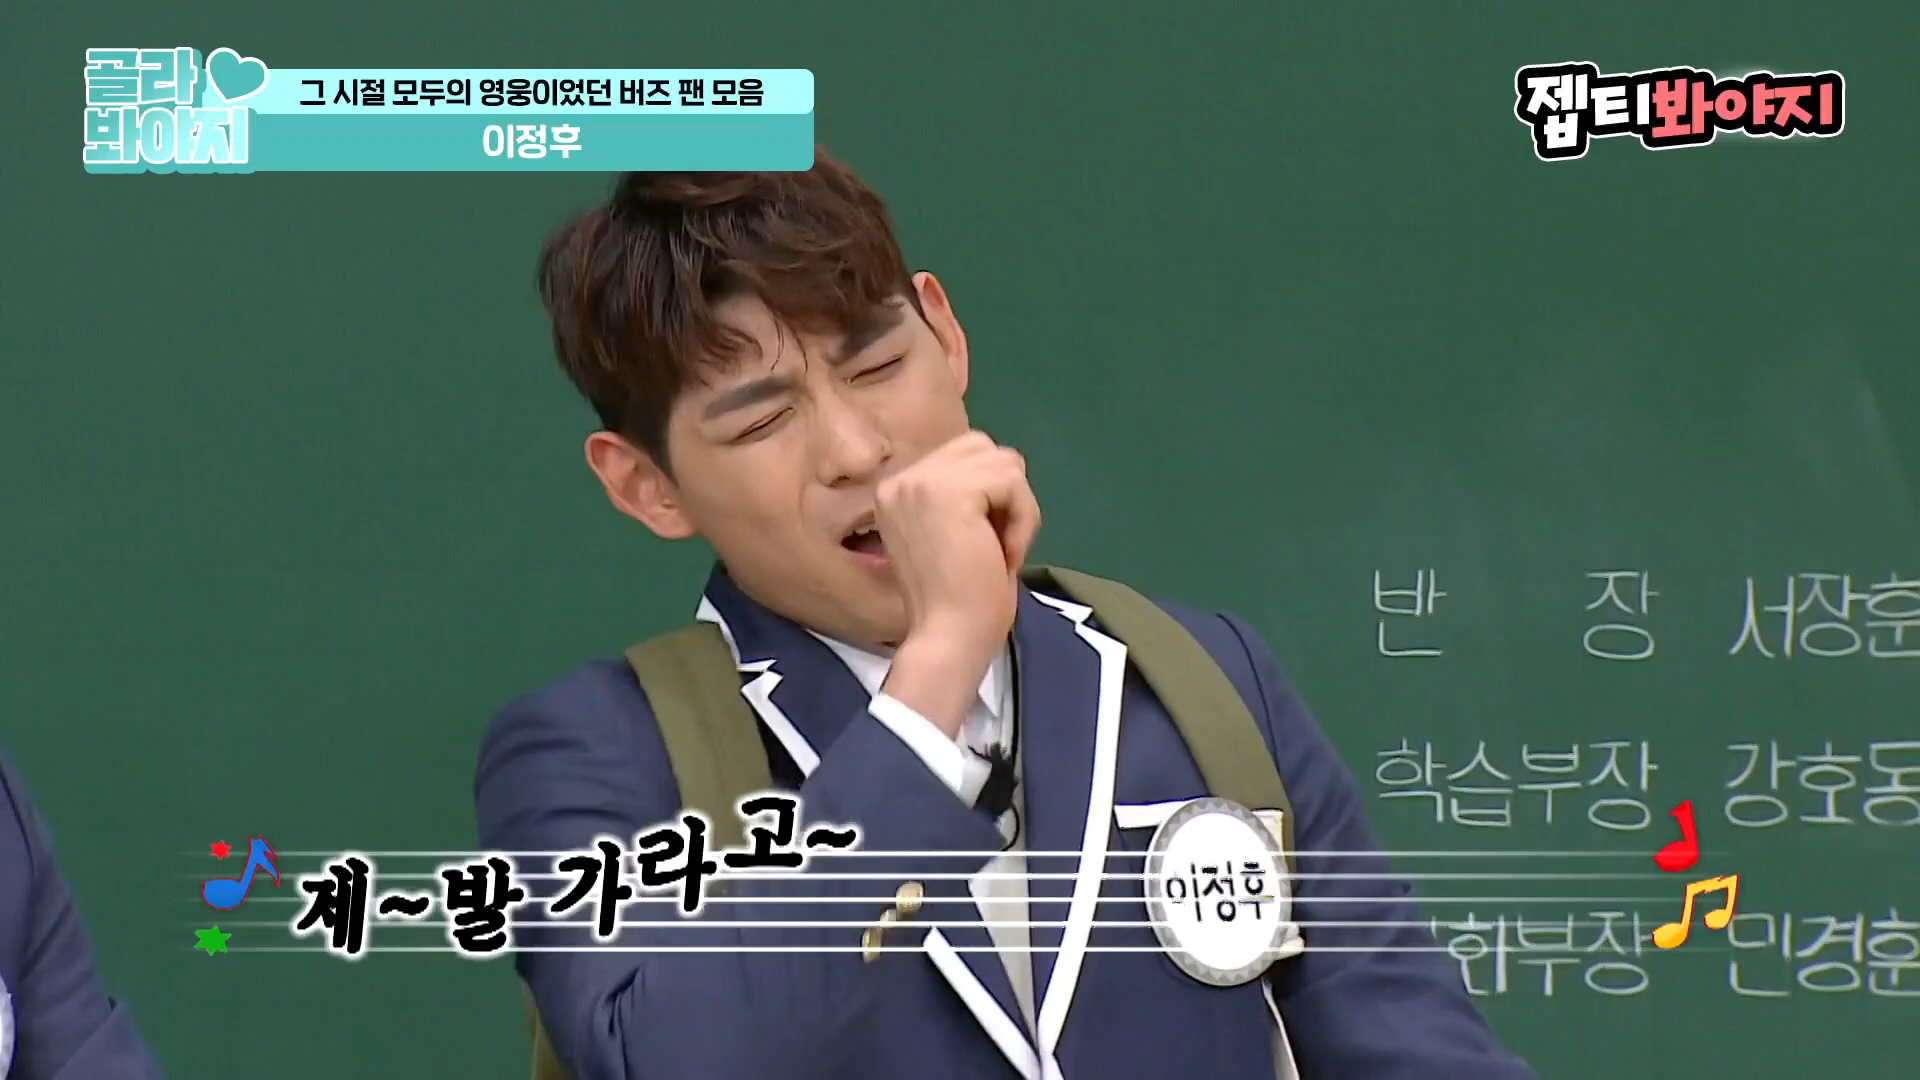 골라
봐야지
그 시절 모두의 영웅이었던 버즈 팬 모음
이정후
젭티봐야지
반 장 서장훈
학습부장 강호동
화부장 민경훈
제~발 가라고~
이정후